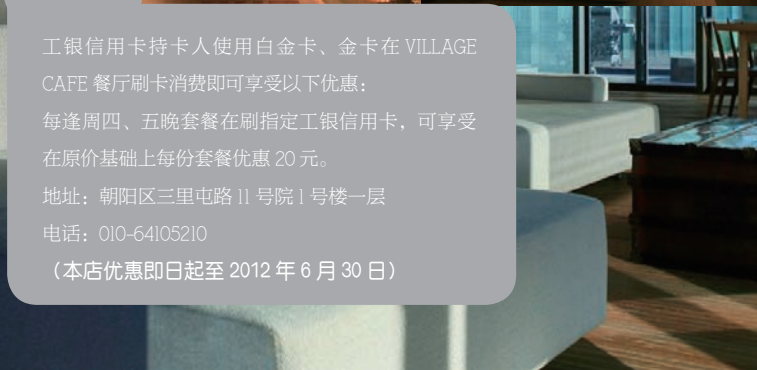 工银信用卡持卡人使用白金卡、金卡在 VILLAGE
CAFE 餐厅刷卡消费即可享受以下优惠：
每逢周四、五晚套餐在刷指定工银信用卡，可享受
在原价基础上每份套餐优惠 20 元。
地址：朝阳区三里屯路 11 号院 1 号楼一层
电话：010-64105210
（本店优惠即日起至 2012 年 6 月 30 日）